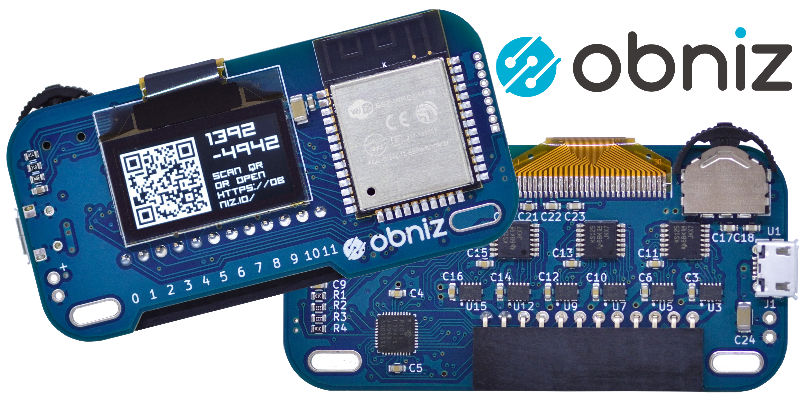 obniz
1392
-4942
SCAN QR
OR OPEN
HTTPS://OB
NIZ.IO/
CE
obniz
0 1 2 3 4 5 6 7 8 9 10 11
+
C21 C22 C23
C17 C18
U1
C15 C13 C11
C16 C14 C12 C10 C6 C3
U15 U12 U9 U7 U5 U3
J1
C9
R1
R2
R3
R4
C4
C5
C24